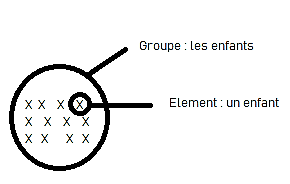 Groupe : les enfants
X X X X
Element : un enfant
X X X X
X X X X